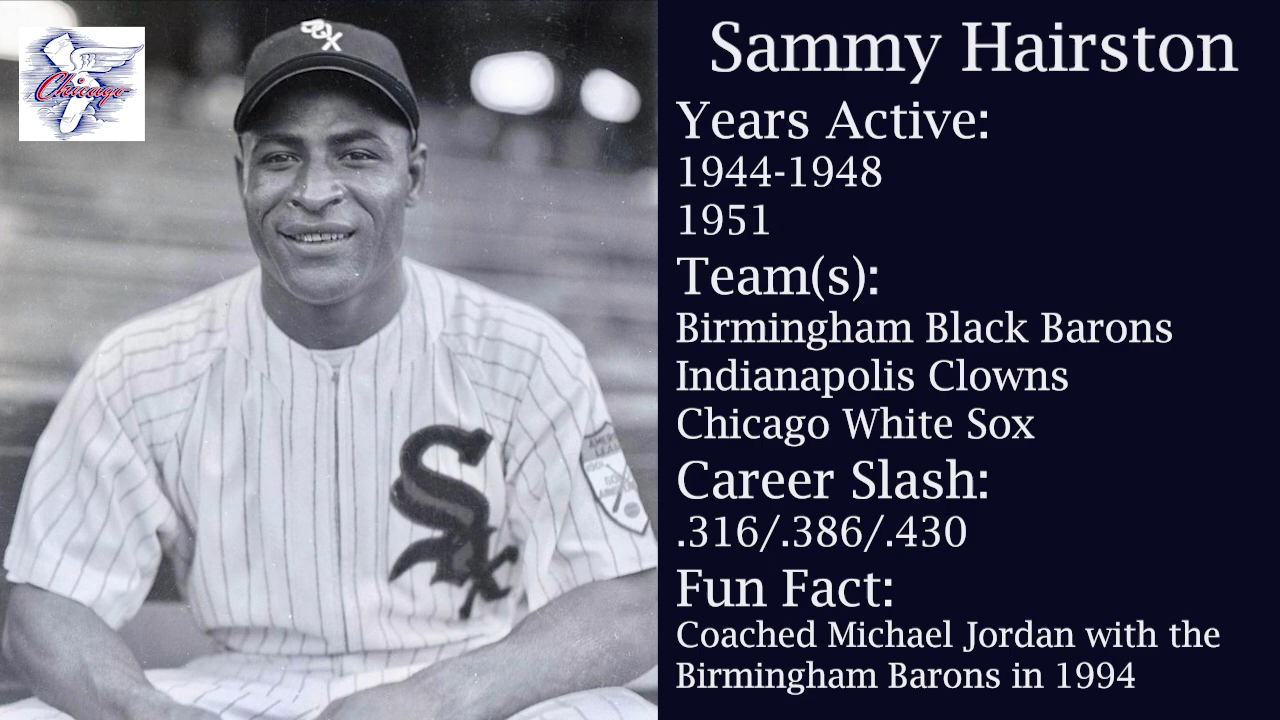 Chicago
SOX
Sox
AMERICAN
Sammy Hairston
Years Active:
1944-1948
1951
Team(s):
Birmingham Black Barons
Indianapolis Clowns
Chicago White Sox
Career Slash:
.316/.386/.430
Fun Fact:
Coached Michael Jordan with the
Birmingham Barons in 1994